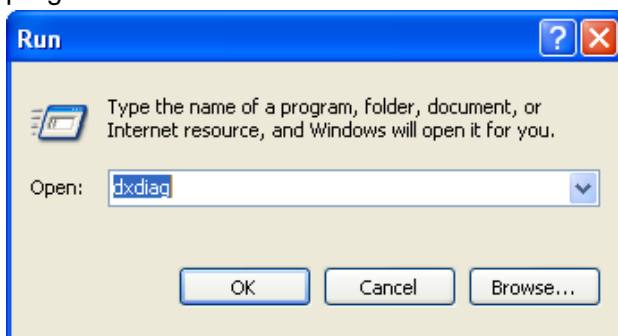 Run
Type the name of a program, folder, document, or
Internet resource, and Windows will open it for you.
Open: dxdiag
OK Cancel Browse...